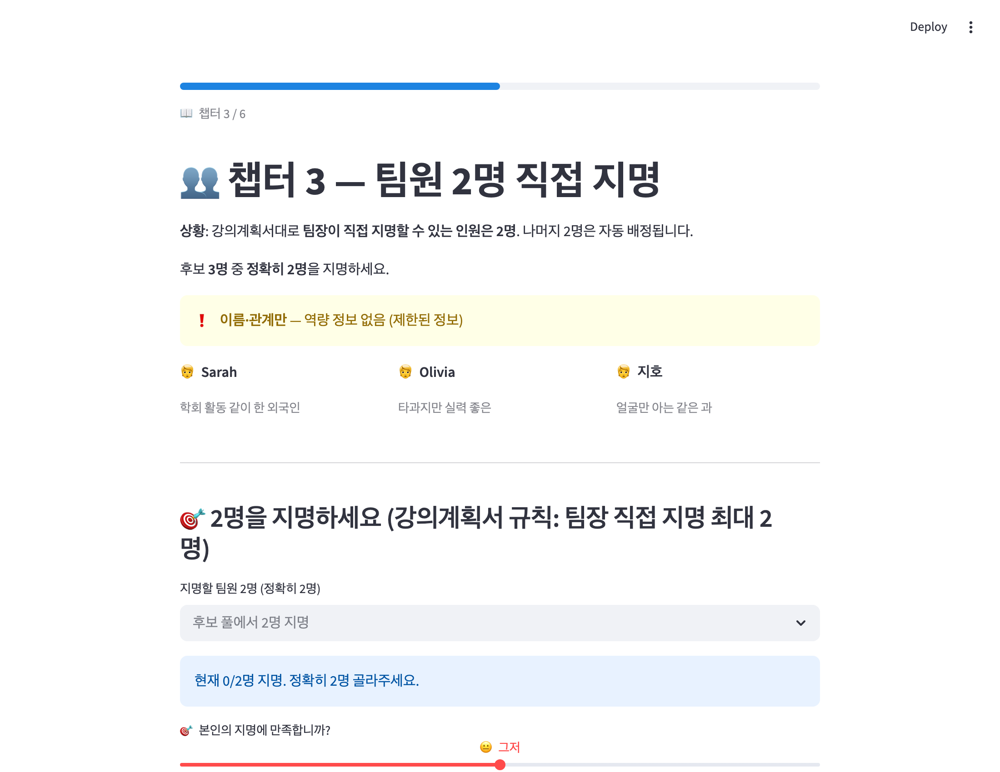 Deploy
챕터 3 / 6
챕터 3 — 팀원 2명 직접 지명
상황: 강의계획서대로 팀장이 직접 지명할 수 있는 인원은 2명. 나머지 2명은 자동 배정됩니다.
후보 3명 중 정확히 2명을 지명하세요.
이름·관계만 — 역량 정보 없음 (제한된 정보)
Sarah
학회 활동 같이 한 외국인
Olivia
타과지만 실력 좋은
지호
얼굴만 아는 같은 과
2명을 지명하세요 (강의계획서 규칙: 팀장 직접 지명 최대 2
명)
지명할 팀원 2명 (정확히 2명)
후보 풀에서 2명 지명
현재 0/2명 지명. 정확히 2명 골라주세요.
본인의 지명에 만족합니까?
그저